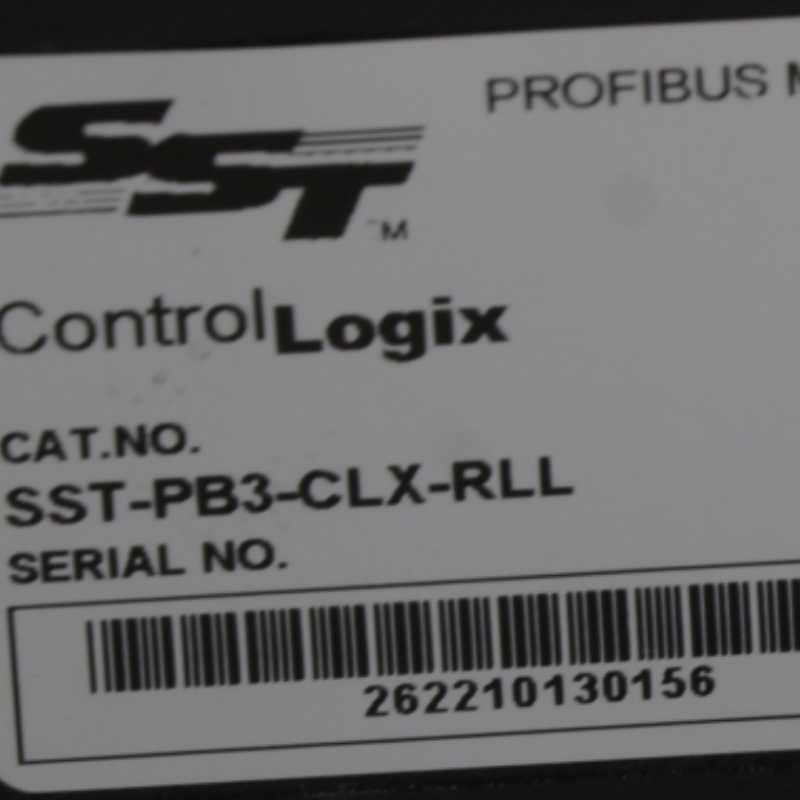 PROFIBUS M
SST
™
ControlLogix
CAT.NO.
SST-PB3-CLX-RLL
SERIAL NO.
262210130156